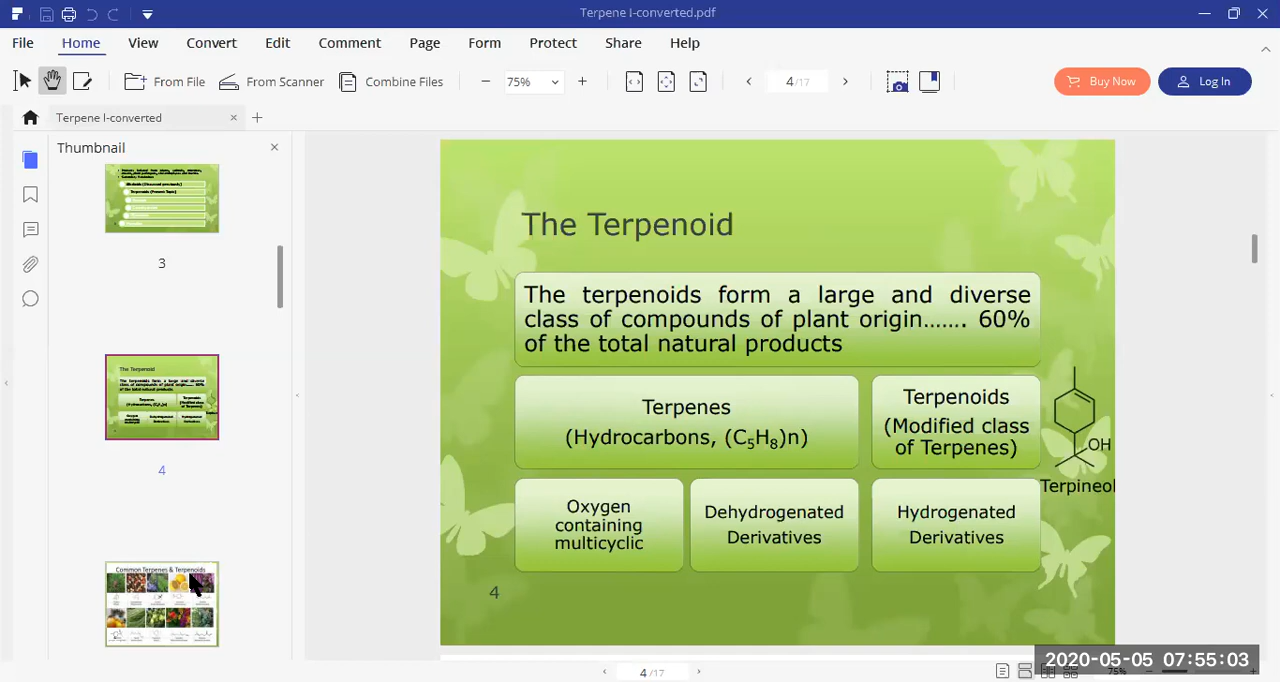 Terpene I-converted.pdf
File Home View Convert Edit Comment Page Form Protect Share Help
From File From Scanner Combine Files 75% 4/17 Buy Now Log In
Terpene I-converted
Thumbnail
3
4
Common Terpenes & Terpenoids
The Terpenoid
The terpenoids form a large and diverse
class of compounds of plant origin....... 60%
of the total natural products
Terpenes
(Hydrocarbons, (C₅H₈)n)
Terpenoids
(Modified class
of Terpenes)
OH
Terpineol
Oxygen
containing
multicyclic
Dehydrogenated
Derivatives
Hydrogenated
Derivatives
4
4/17
75%
2020-05-05 07:55:03